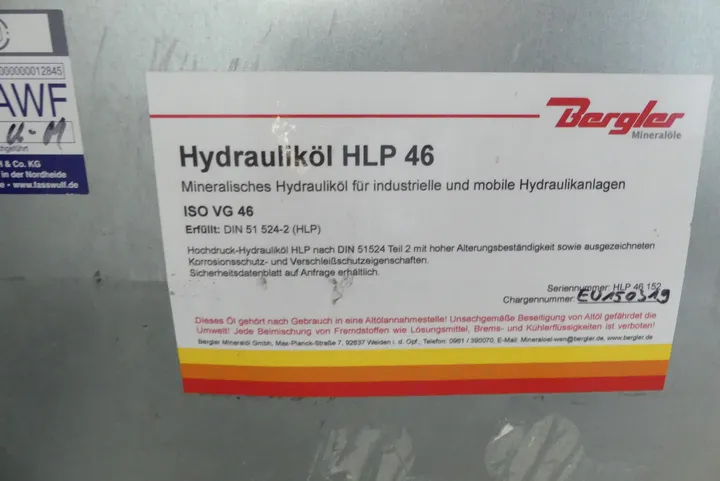 000000012845
AWF
U-M
& Co. KG
in der Nordheide
www.fasswulf.de
Bergler
Mineralöle
Hydrauliköl HLP 46
Mineralisches Hydrauliköl für industrielle und mobile Hydraulikanlagen
ISO VG 46
Erfüllt: DIN 51 524-2 (HLP)
Hochdruck-Hydrauliköl HLP nach DIN 51524 Teil 2 mit hoher Alterungsbeständigkeit sowie ausgezeichneten
Korrosionsschutz- und Verschleißschutzeigenschaften.
Sicherheitsdatenblatt auf Anfrage erhältlich.
Seriennummer: HLP 46 152
Chargennummer: EU150319
Dieses Öl gehört nach Gebrauch in eine Altölannahmestelle! Unsachgemäße Beseitigung von Altöl gefährdet die
Umwelt! Jede Beimischung von Fremdstoffen wie Lösungsmittel, Brems- und Kühlerflüssigkeiten ist verboten!
Bergler Mineralöl Gmbh, Max-Planck-Straße 7, 92637 Weiden i. d. Opf., Telefon: 0961 / 390070, E-Mail: Mineraloel-wen@bergler.de, www.bergler.de